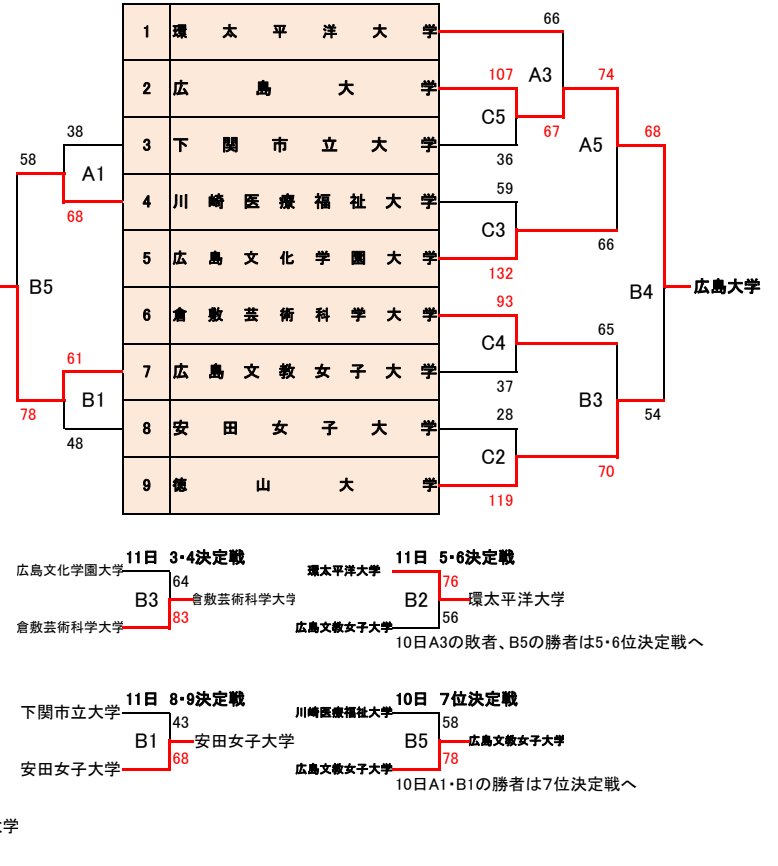 66
1 環太平洋大学
A3
107 74
2 広島大学
C5
38 67 68
3 下関市立大学
A5
58 36
A1
59
4 川崎医療福祉大学
68
C3
66
5 広島文化学園大学
132
B5 B4 広島大学
93
6 倉敷芸術科学大学
65
C4
61
7 広島文教女子大学
37
B1 B3
78 28 54
8 安田女子大学
48
C2
70
9 徳山大学
119
11日 3・4決定戦
広島文化学園大学
64
B3 倉敷芸術科学大学
83
倉敷芸術科学大学
11日 5・6決定戦
環太平洋大学
76
B2 環太平洋大学
56
広島文教女子大学
10日A3の敗者、B5の勝者は5・6位決定戦へ
11日 8・9決定戦
下関市立大学
43
B1 安田女子大学
68
安田女子大学
10日 7位決定戦
川崎医療福祉大学
58
B5 広島文教女子大学
78
広島文教女子大学
10日A1・B1の勝者は7位決定戦へ
学